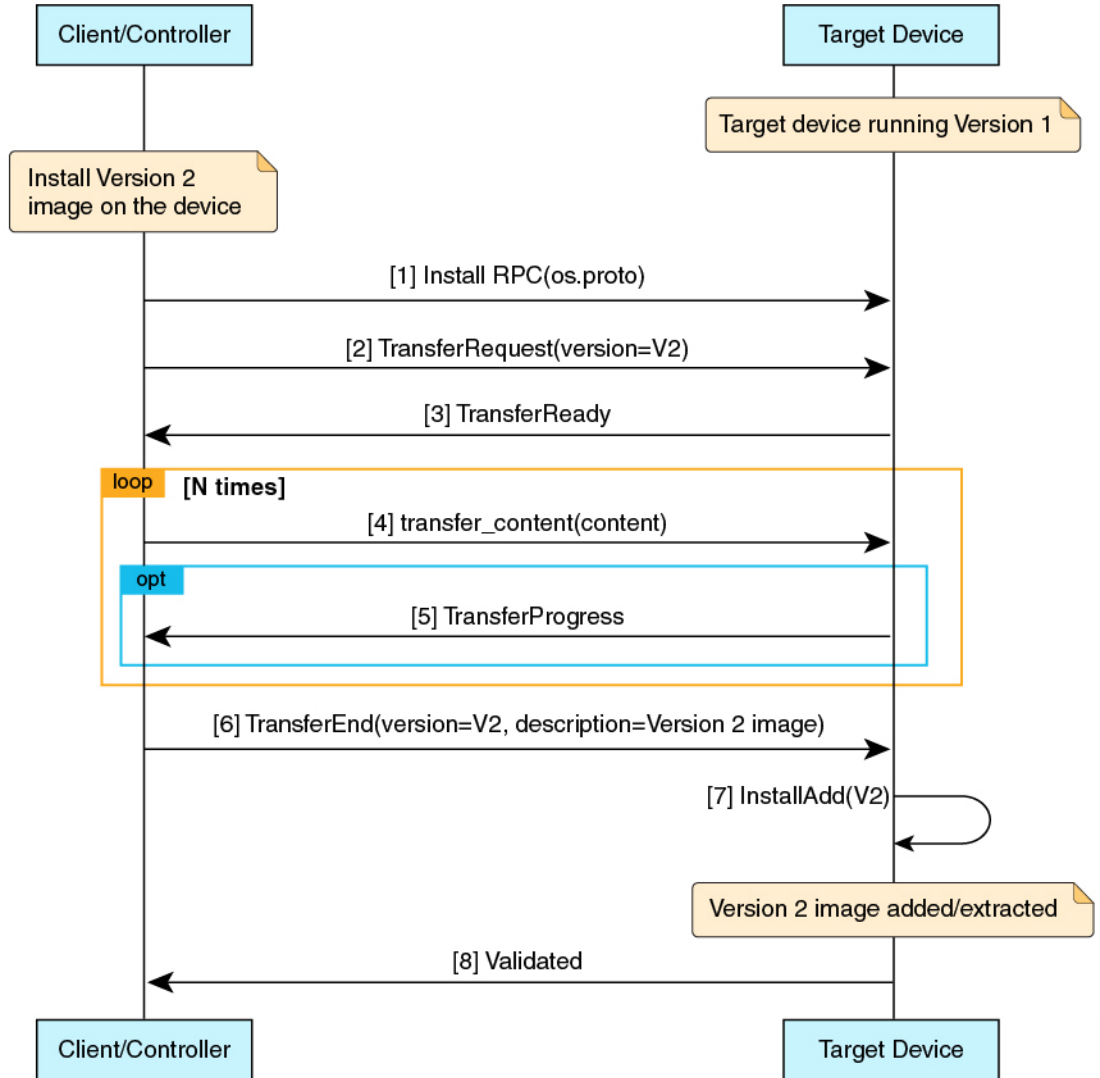 Client/Controller
Target Device
Target device running Version 1
Install Version 2
image on the device
[1] Install RPC(os.proto)
[2] TransferRequest(version=V2)
[3] TransferReady
loop
[N times]
[4] transfer_content(content)
opt
[5] TransferProgress
[6] TransferEnd(version=V2, description=Version 2 image)
[7] InstallAdd(V2)
Version 2 image added/extracted
[8] Validated
Client/Controller
Target Device